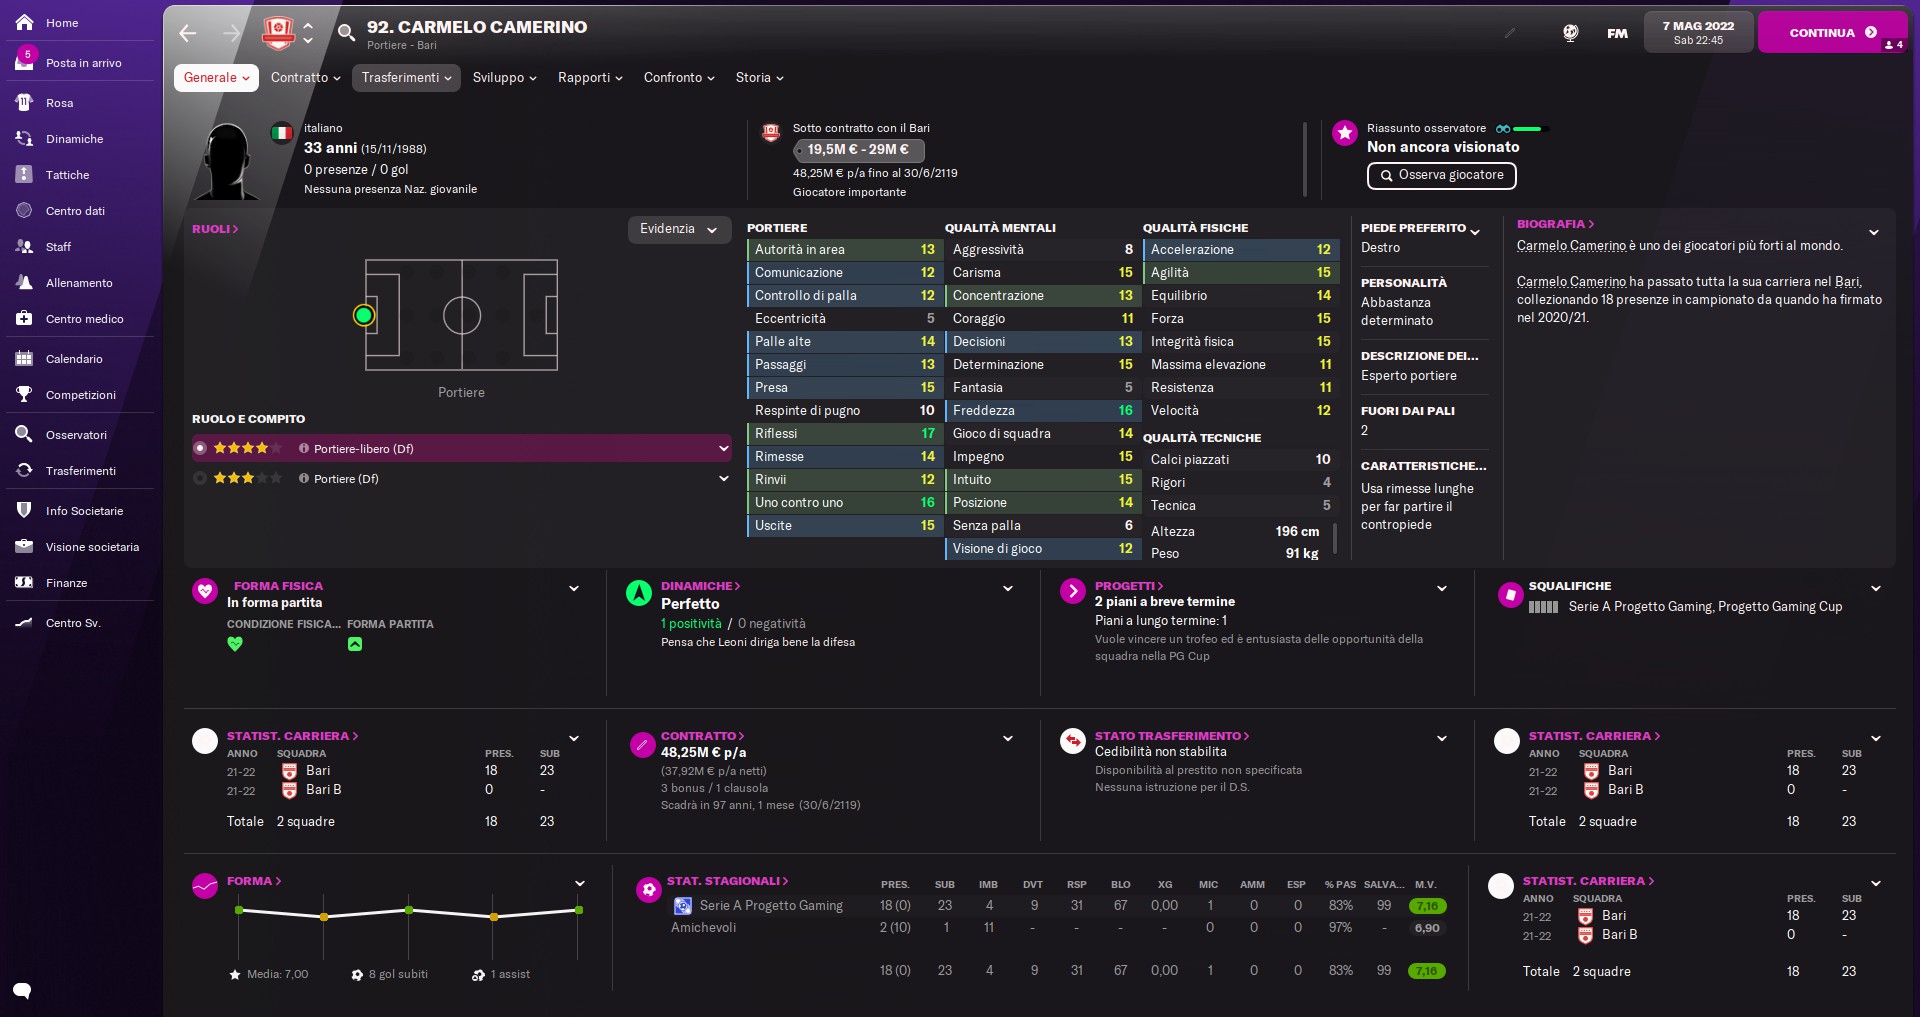 Home
5
Posta in arrivo
Rosa
Dinamiche
Tattiche
Centro dati
Staff
Allenamento
Centro medico
Calendario
Competizioni
Osservatori
Trasferimenti
Info Societarie
Visione societaria
Finanze
Centro Sv.
92. CARMELO CAMERINO
Portiere - Bari
FM
7 MAG 2022
Sab 22:45
CONTINUA
4
Generale
Contratto
Trasferimenti
Sviluppo
Rapporti
Confronto
Storia
italiano
33 anni (15/11/1988)
0 presenze / 0 gol
Nessuna presenza Naz. giovanile
Sotto contratto con il Bari
19,5M € - 29M €
48,25M € p/a fino al 30/6/2119
Giocatore importante
Riassunto osservatore
Non ancora visionato
Osserva giocatore
RUOLI >
Evidenzia
Portiere
RUOLO E COMPITO
Portiere-libero (Df)
Portiere (Df)
PORTIERE
Autorità in area 13
Comunicazione 12
Controllo di palla 12
Eccentricità 5
Palle alte 14
Passaggi 13
Presa 15
Respinte di pugno 10
Riflessi 17
Rimesse 14
Rinvii 12
Uno contro uno 16
Uscite 15
QUALITÀ MENTALI
Aggressività 8
Carisma 15
Concentrazione 13
Coraggio 11
Decisioni 13
Determinazione 15
Fantasia 5
Freddezza 16
Gioco di squadra 14
Impegno 15
Intuito 15
Posizione 14
Senza palla 6
Visione di gioco 12
QUALITÀ FISICHE
Accelerazione 12
Agilità 15
Equilibrio 14
Forza 15
Integrità fisica 15
Massima elevazione 11
Resistenza 11
Velocità 12
QUALITÀ TECNICHE
Calci piazzati 10
Rigori 4
Tecnica 5
Altezza 196 cm
Peso 91 kg
PIEDE PREFERITO
Destro
PERSONALITÀ
Abbastanza
determinato
DESCRIZIONE DEI...
Esperto portiere
FUORI DAI PALI
2
CARATTERISTICHE...
Usa rimesse lunghe
per far partire il
contropiede
BIOGRAFIA >
Carmelo Camerino è uno dei giocatori più forti al mondo.
Carmelo Camerino ha passato tutta la sua carriera nel Bari,
collezionando 18 presenze in campionato da quando ha firmato
nel 2020/21.
FORMA FISICA
In forma partita
CONDIZIONE FISICA... FORMA PARTITA
DINAMICHE >
Perfetto
1 positività / 0 negatività
Pensa che Leoni diriga bene la difesa
PROGETTI >
2 piani a breve termine
Piani a lungo termine: 1
Vuole vincere un trofeo ed è entusiasta delle opportunità della
squadra nella PG Cup
SQUALIFICHE
Serie A Progetto Gaming, Progetto Gaming Cup
STATIST. CARRIERA >
ANNO SQUADRA PRES. SUB
21-22 Bari 18 23
21-22 Bari B 0 -
Totale 2 squadre 18 23
CONTRATTO >
48,25M € p/a
(37,92M € p/a netti)
3 bonus / 1 clausola
Scadrà in 97 anni, 1 mese (30/6/2119)
STATO TRASFERIMENTO >
Cedibilità non stabilita
Disponibilità al prestito non specificata
Nessuna istruzione per il D.S.
STATIST. CARRIERA >
ANNO SQUADRA PRES. SUB
21-22 Bari 18 23
21-22 Bari B 0 -
Totale 2 squadre 18 23
FORMA >
Media: 7,00
8 gol subiti
1 assist
STAT. STAGIONALI > PRES. SUB IMB DVT RSP BLO XG MIC AMM ESP % PAS SALVA... M.V.
Serie A Progetto Gaming 18 (0) 23 4 9 31 67 0,00 1 0 0 83% 99 7,16
Amichevoli 2 (10) 1 11 - - - - 0 0 0 97% - 6,90
18 (0) 23 4 9 31 67 0,00 1 0 0 83% 99 7,16
STATIST. CARRIERA >
ANNO SQUADRA PRES. SUB
21-22 Bari 18 23
21-22 Bari B 0 -
Totale 2 squadre 18 23